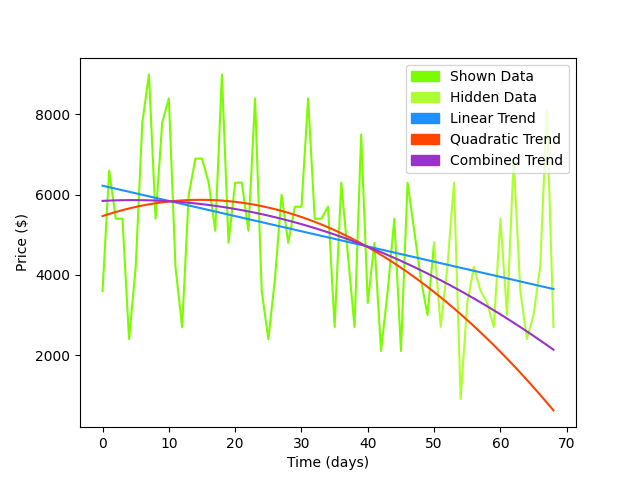 Shown Data
Hidden Data
Linear Trend
Quadratic Trend
Combined Trend
8000
6000
4000
2000
Price ($)
0 10 20 30 40 50 60 70
Time (days)